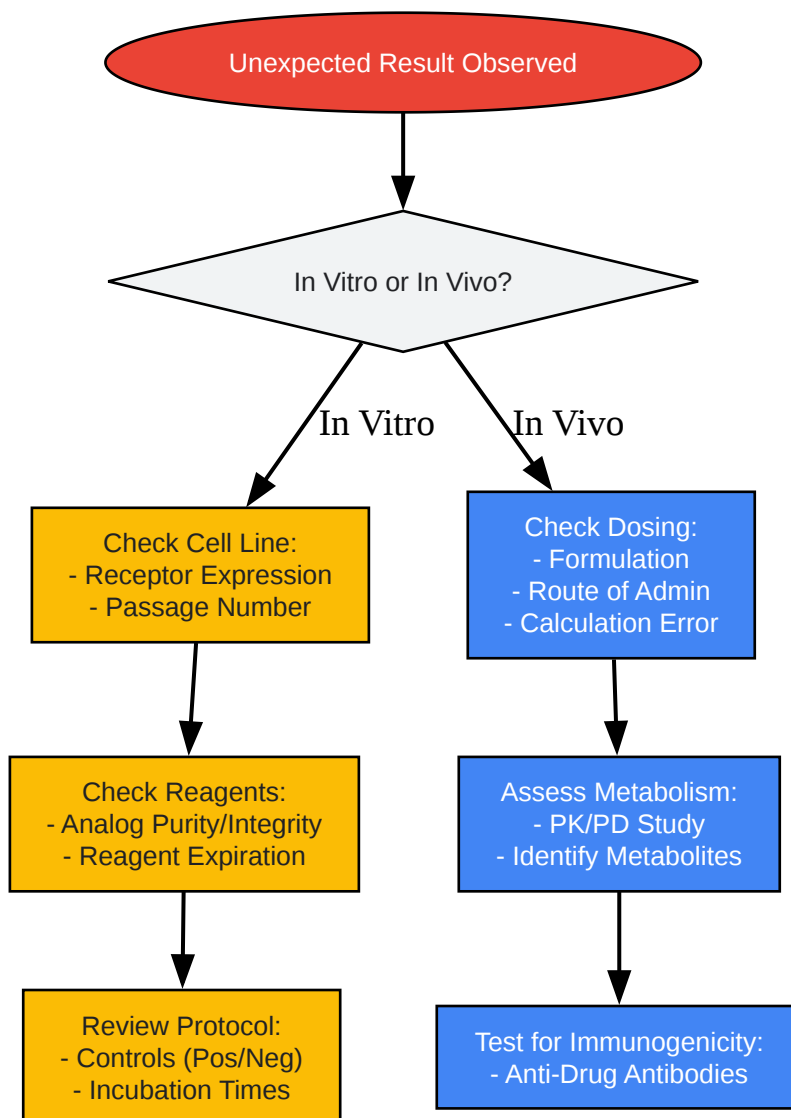 Unexpected Result Observed
In Vitro or In Vivo?
In Vitro
In Vivo
Check Cell Line:
- Receptor Expression
- Passage Number
Check Dosing:
- Formulation
- Route of Admin
- Calculation Error
Check Reagents:
- Analog Purity/Integrity
- Reagent Expiration
Assess Metabolism:
- PK/PD Study
- Identify Metabolites
Review Protocol:
- Controls (Pos/Neg)
- Incubation Times
Test for Immunogenicity:
- Anti-Drug Antibodies